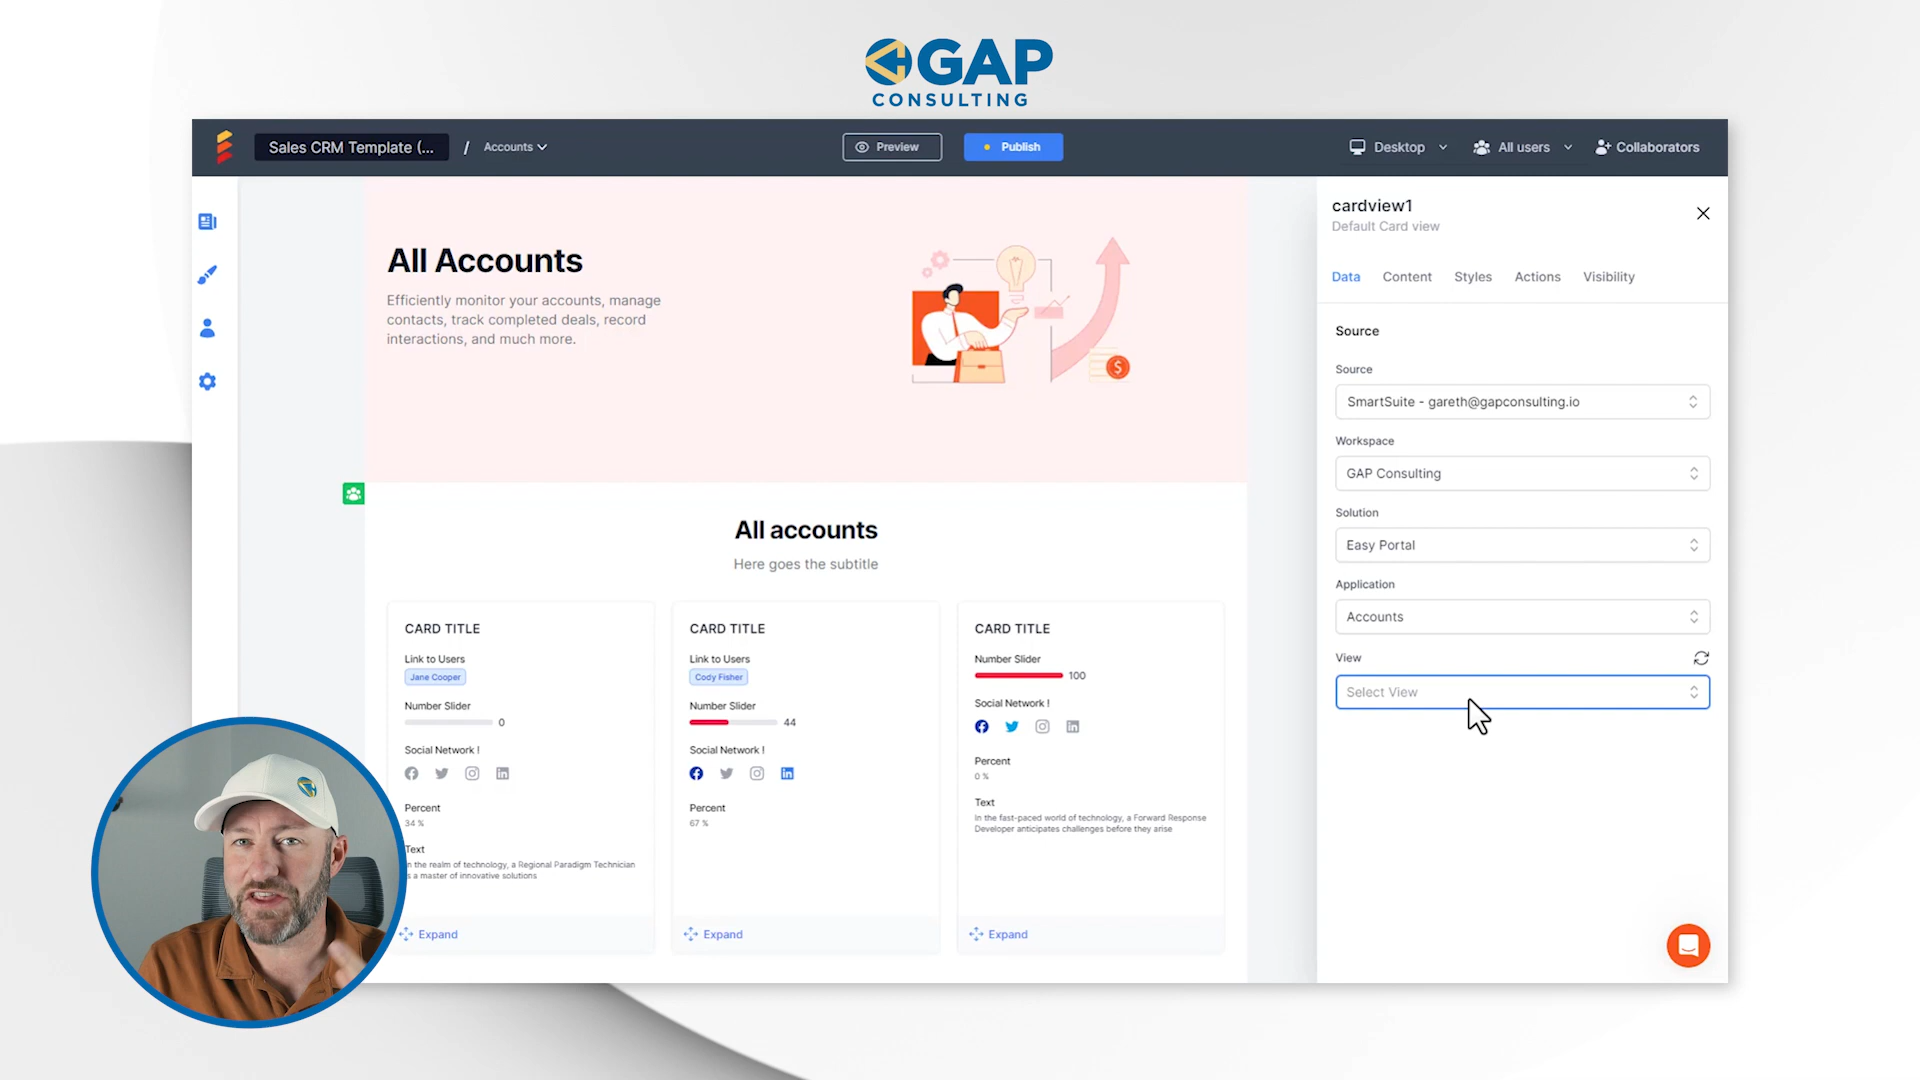 GAP
CONSULTING
Sales CRM Template (...
/
Accounts
Preview
Publish
Desktop
All users
Collaborators
All Accounts
Efficiently monitor your accounts, manage
contacts, track completed deals, record
interactions, and much more.
$
All accounts
Here goes the subtitle
CARD TITLE
Link to Users
Jane Cooper
Number Slider
0
Social Network !
Percent
34 %
Text
n the realm of technology, a Regional Paradigm Technician
s a master of innovative solutions
Expand
CARD TITLE
Link to Users
Cody Fisher
Number Slider
44
Social Network !
Percent
67 %
Expand
CARD TITLE
Number Slider
100
Social Network !
Percent
0 %
Text
In the fast-paced world of technology, a Forward Response
Developer anticipates challenges before they arise
Expand
cardview1
Default Card view
Data
Content
Styles
Actions
Visibility
Source
Source
SmartSuite - gareth@gapconsulting.io
Workspace
GAP Consulting
Solution
Easy Portal
Application
Accounts
View
Select View